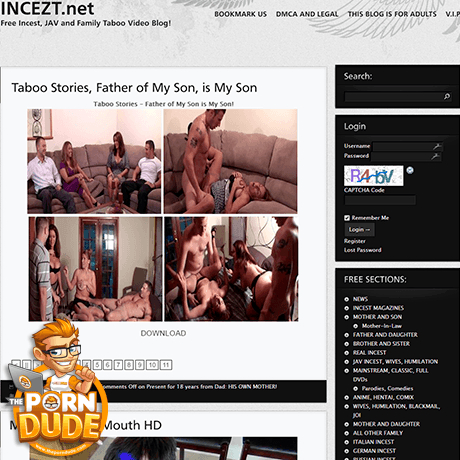 INCEZT.net
Free Incest, JAV and Family Taboo Video Blog!
BOOKMARK US
DMCA AND LEGAL
THIS BLOG IS FOR ADULTS
V.I.P
Taboo Stories, Father of My Son, is My Son
Taboo Stories - Father of My Son is My Son!
DOWNLOAD
8 9 10 11
Comments Off on Present for 18 years from Dad: HIS OWN MOTHER!
Mouth HD
THE
PORN
DUDE
Search:
Login
Username
Password
CAPTCHA Code
Remember Me
Login →
Register
Lost Password
FREE SECTIONS:
NEWS
INCEST MAGAZINES
MOTHER AND SON
Mother-In-Law
FATHER AND DAUGHTER
BROTHER AND SISTER
REAL INCEST
JAV INCEST, WIVES, HUMILATION
MAINSTREAM, CLASSIC, FULL
DVDs
Parodies, Comedies
ANIME, HENTAI, COMIX
WIVES, HUMILATION, BLACKMAIL,
JOI
MOTHER AND DAUGHTER
ALL OTHER FAMILY
ITALIAN INCEST
GERMAN INCEST
RUSSIAN INCEST